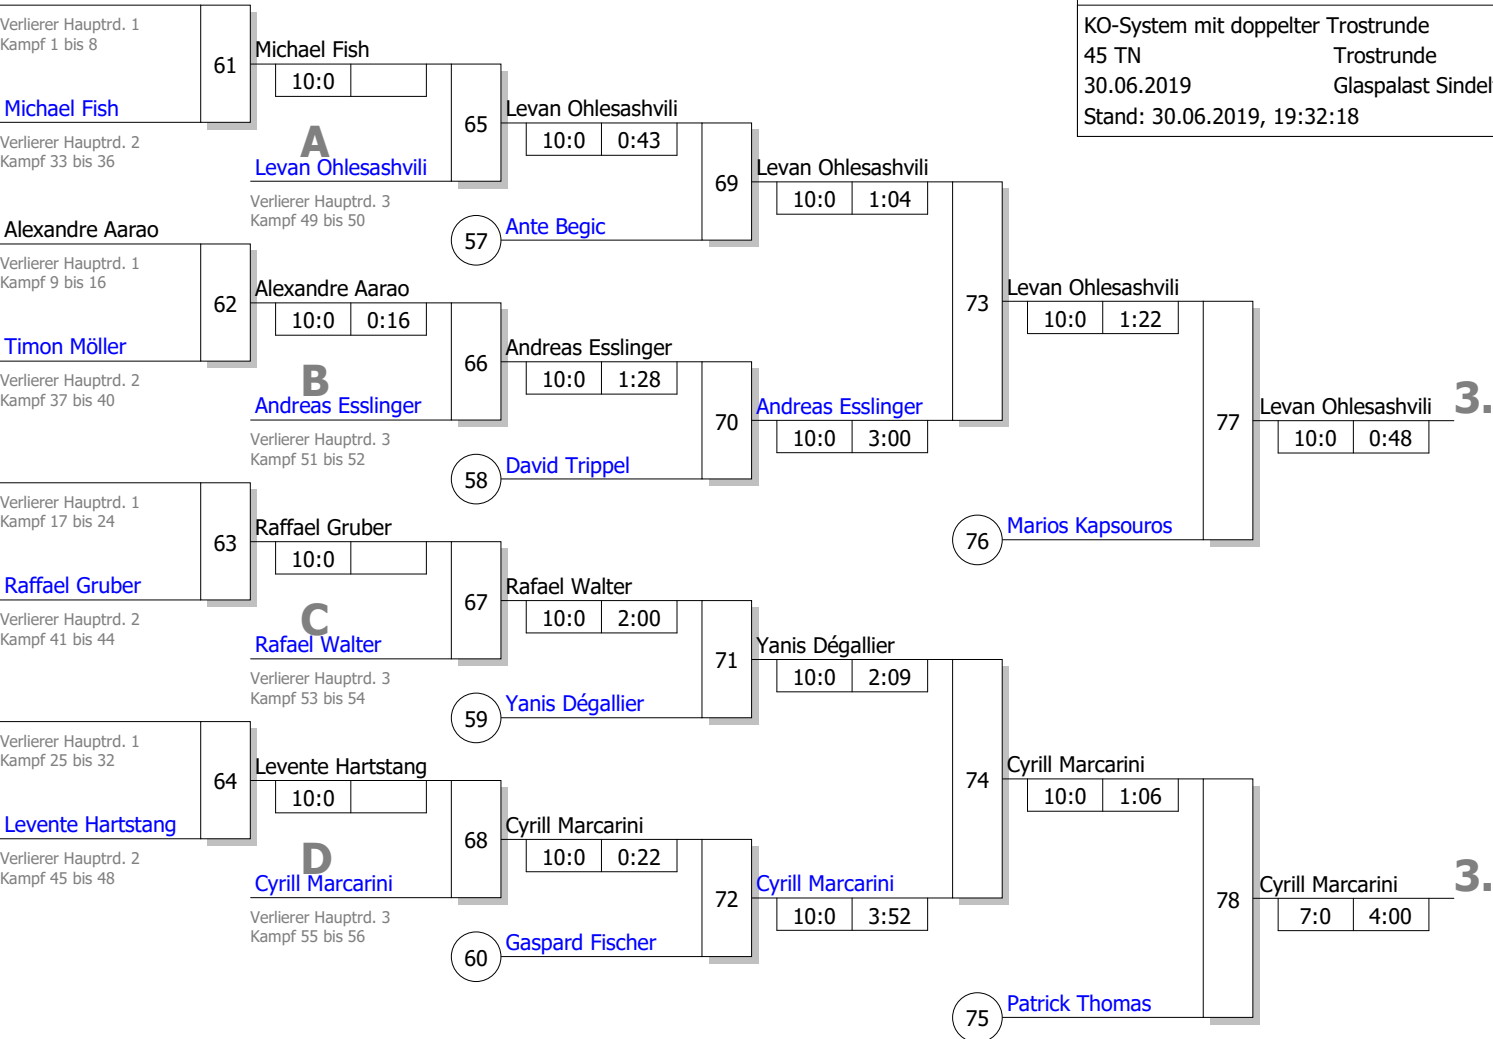 KO-System mit doppelter Trostrunde
45 TN Trostrunde
30.06.2019 Glaspalast Sindel
Stand: 30.06.2019, 19:32:18
Verlierer Hauptrd. 1
Kampf 1 bis 8
61
Michael Fish
10:0
Michael Fish
Verlierer Hauptrd. 2
Kampf 33 bis 36
A
Levan Ohlesashvili
Verlierer Hauptrd. 3
Kampf 49 bis 50
65
Levan Ohlesashvili
10:0 0:43
57
Ante Begic
69
Levan Ohlesashvili
10:0 1:04
Alexandre Aarao
Verlierer Hauptrd. 1
Kampf 9 bis 16
62
Alexandre Aarao
10:0 0:16
Timon Möller
Verlierer Hauptrd. 2
Kampf 37 bis 40
B
Andreas Esslinger
Verlierer Hauptrd. 3
Kampf 51 bis 52
66
Andreas Esslinger
10:0 1:28
58
David Trippel
70
Andreas Esslinger
10:0 3:00
73
Levan Ohlesashvili
10:0 1:22
76
Marios Kapsouros
77
Levan Ohlesashvili
10:0 0:48
3.
Verlierer Hauptrd. 1
Kampf 17 bis 24
63
Raffael Gruber
10:0
Raffael Gruber
Verlierer Hauptrd. 2
Kampf 41 bis 44
C
Rafael Walter
Verlierer Hauptrd. 3
Kampf 53 bis 54
67
Rafael Walter
10:0 2:00
59
Yanis Dégallier
71
Yanis Dégallier
10:0 2:09
Verlierer Hauptrd. 1
Kampf 25 bis 32
64
Levente Hartstang
10:0
Levente Hartstang
Verlierer Hauptrd. 2
Kampf 45 bis 48
D
Cyrill Marcarini
Verlierer Hauptrd. 3
Kampf 55 bis 56
68
Cyrill Marcarini
10:0 0:22
60
Gaspard Fischer
72
Cyrill Marcarini
10:0 3:52
74
Cyrill Marcarini
10:0 1:06
75
Patrick Thomas
78
Cyrill Marcarini
7:0 4:00
3.